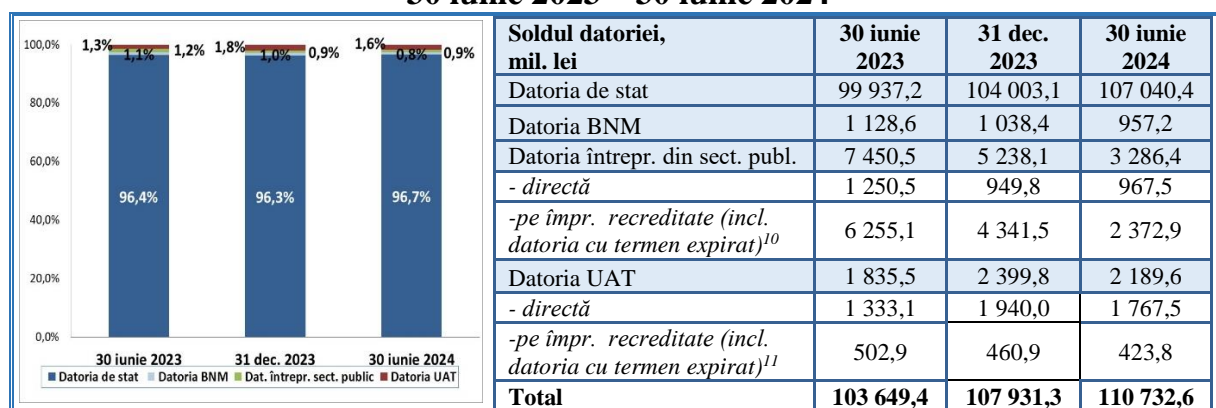 30 iunie 2023 – 30 iunie 2024
100,0%
80,0%
60,0%
40,0%
20,0%
0,0%
1,3% 1,1% 1,2% 1,8% 1,0% 0,9% 1,6% 0,8% 0,9%
96,4% 96,3% 96,7%
30 iunie 2023 31 dec. 2023 30 iunie 2024
Datoria de stat Datoria BNM Dat. întrepr. sect. public Datoria UAT
Soldul datoriei, mil. lei 30 iunie 2023 31 dec. 2023 30 iunie 2024
Datoria de stat 99 937,2 104 003,1 107 040,4
Datoria BNM 1 128,6 1 038,4 957,2
Datoria întrepr. din sect. publ. 7 450,5 5 238,1 3 286,4
- directă 1 250,5 949,8 967,5
-pe împr. recreditate (incl.
datoria cu termen expirat)10 6 255,1 4 341,5 2 372,9
Datoria UAT 1 835,5 2 399,8 2 189,6
- directă 1 333,1 1 940,0 1 767,5
-pe împr. recreditate (incl.
datoria cu termen expirat)11 502,9 460,9 423,8
Total 103 649,4 107 931,3 110 732,6